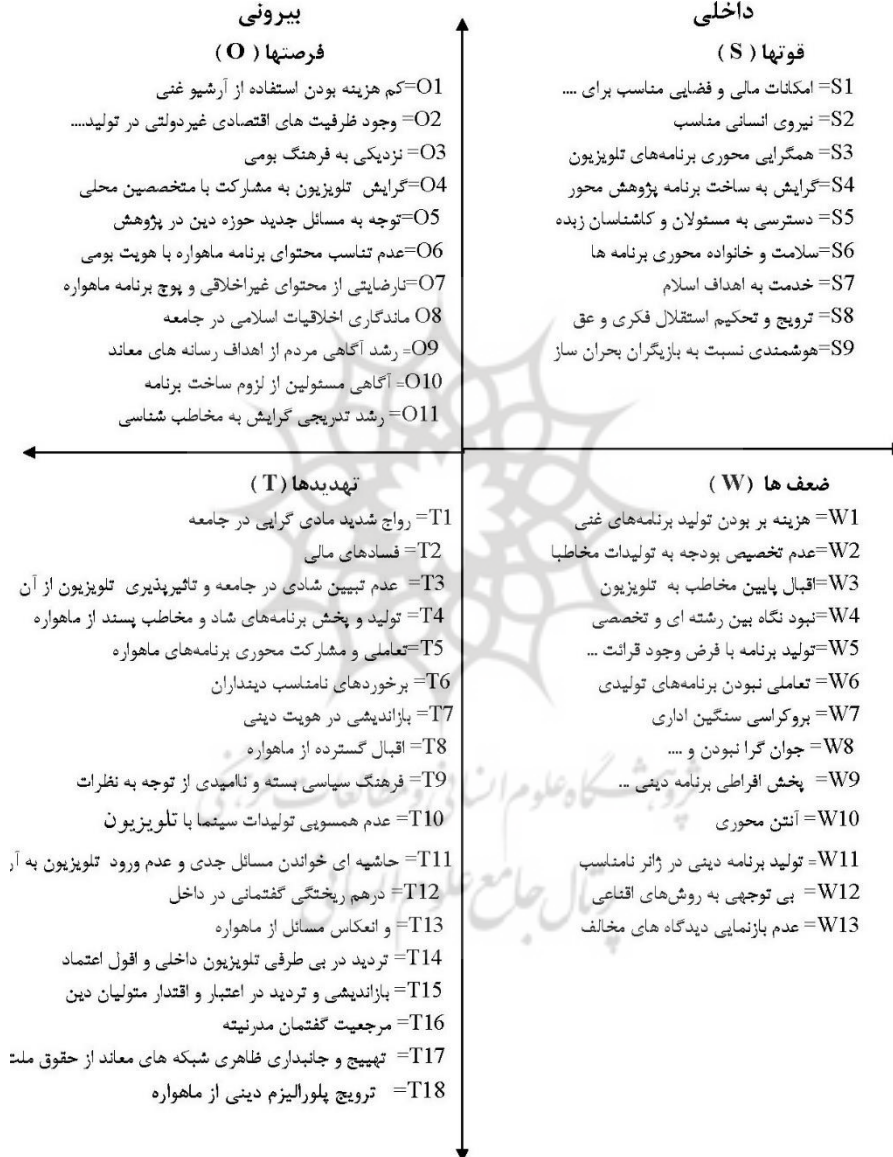 داخلی
بیرونی
قوتها ( S )
S1= امکانات مالی و فضایی مناسب برای ....
S2= نیروی انسانی مناسب
S3= همگرایی محوری برنامه‌های تلویزیون
S4=گرایش به ساخت برنامه پژوهش محور
S5= دسترسی به مسئولان و کاشناسان زبده
S6=سلامت و خانواده محوری برنامه ها
S7= خدمت به اهداف اسلام
S8= ترویج و تحکیم استقلال فکری و عق
S9=هوشمندی نسبت به بازیگران بحران ساز
فرصتها ( O )
O1=کم هزینه بودن استفاده از آرشیو غنی
O2= وجود ظرفیت های اقتصادی غیردولتی در تولید....
O3= نزدیکی به فرهنگ بومی
O4=گرایش تلویزیون به مشارکت با متخصصین محلی
O5=توجه به مسائل جدید حوزه دین در پژوهش
O6=عدم تناسب محتوای برنامه ماهواره با هویت بومی
O7=نارضایتی از محتوای غیراخلاقی و پوچ برنامه ماهواره
O8 ماندگاری اخلاقیات اسلامی در جامعه
O9= رشد آگاهی مردم از اهداف رسانه های معاند
O10= آگاهی مسئولین از لزوم ساخت برنامه
O11= رشد تدریجی گرایش به مخاطب شناسی
ضعف ها ( W )
W1= هزینه بر بودن تولید برنامه‌های غنی
W2=عدم تخصیص بودجه به تولیدات مخاطبا
W3=اقبال پایین مخاطب به تلویزیون
W4=نبود نگاه بین رشته ای و تخصصی
W5=تولید برنامه با فرض وجود قرائت ...
W6= تعاملی نبودن برنامه‌های تولیدی
W7= بروکراسی سنگین اداری
W8= جوان گرا نبودن و ....
W9= پخش افراطی برنامه دینی ...
W10= آنتن محوری
W11= تولید برنامه دینی در ژانر نامناسب
W12= بی توجهی به روش‌های اقناعی
W13= عدم بازنمایی دیدگاه های مخالف
تهدیدها ( T )
T1= رواج شدید مادی گرایی در جامعه
T2= فسادهای مالی
T3= عدم تبیین شادی در جامعه و تاثیرپذیری تلویزیون از آن
T4= تولید و پخش برنامه‌های شاد و مخاطب پسند از ماهواره
T5=تعاملی و مشارکت محوری برنامه‌های ماهواره
T6= برخوردهای نامناسب دینداران
T7= بازاندیشی در هویت دینی
T8= اقبال گسترده از ماهواره
T9= فرهنگ سیاسی بسته و ناامیدی از توجه به نظرات
T10= عدم همسویی تولیدات سینما با تلویزیون
T11= حاشیه ای خواندن مسائل جدی و عدم ورود تلویزیون به آر
T12= درهم ریختگی گفتمانی در داخل
T13= و انعکاس مسائل از ماهواره
T14= تردید در بی طرفی تلویزیون داخلی و افول اعتماد
T15= بازاندیشی و تردید در اعتبار و اقتدار متولیان دین
T16= مرجعیت گفتمان مدرنیته
T17= تهییج و جانبداری ظاهری شبکه های معاند از حقوق ملت
T18= ترویج پلورالیزم دینی از ماهواره
پژوهشگاه علوم انسانی و مطالعات فرهنگی
پرتال جامع علوم انسانی